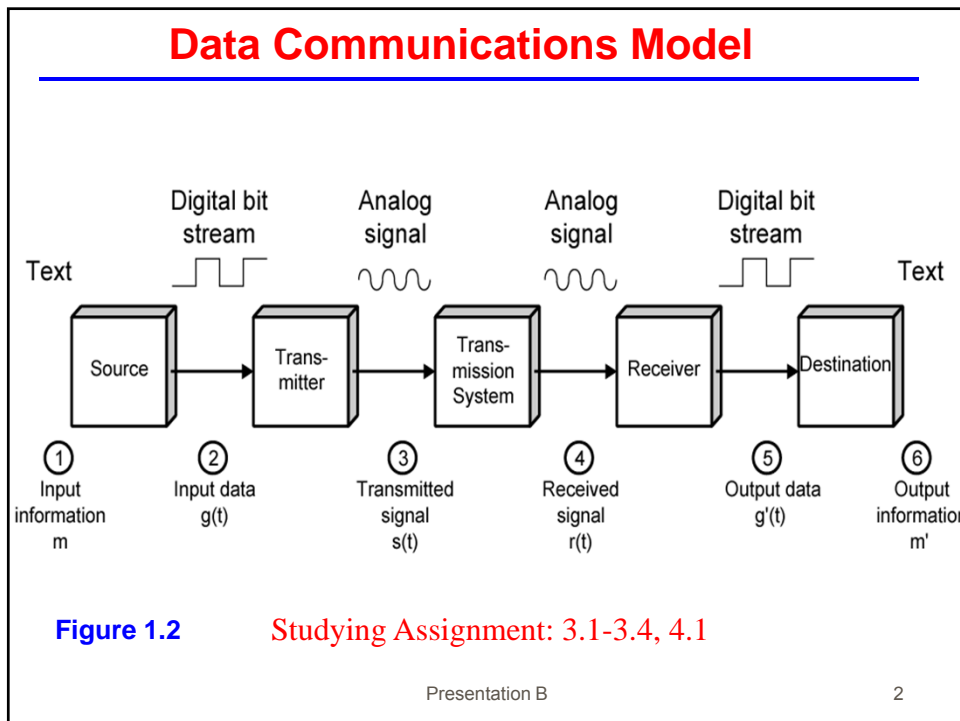 Data Communications Model
Digital bit
stream
Analog
signal
Analog
signal
Digital bit
stream
Text
Text
Source
Trans-
mitter
Trans-
mission
System
Receiver
Destination
1
Input
information
m
2
Input data
g(t)
3
Transmitted
signal
s(t)
4
Received
signal
r(t)
5
Output data
g'(t)
6
Output
information
m'
Figure 1.2
Studying Assignment: 3.1-3.4, 4.1
Presentation B
2